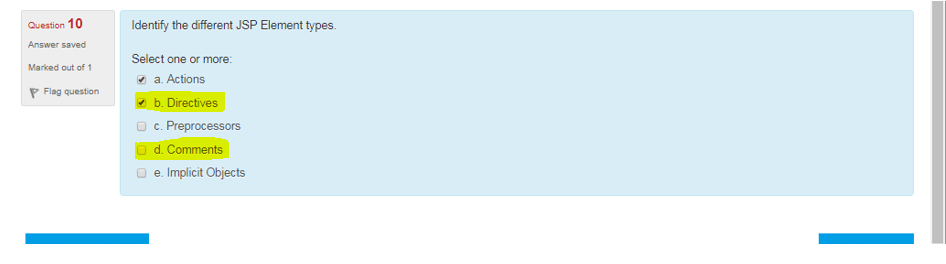 Question 10
Answer saved
Marked out of 1
Flag question
Identify the different JSP Element types.
Select one or more:
a. Actions
b. Directives
c. Preprocessors
d. Comments
e. Implicit Objects